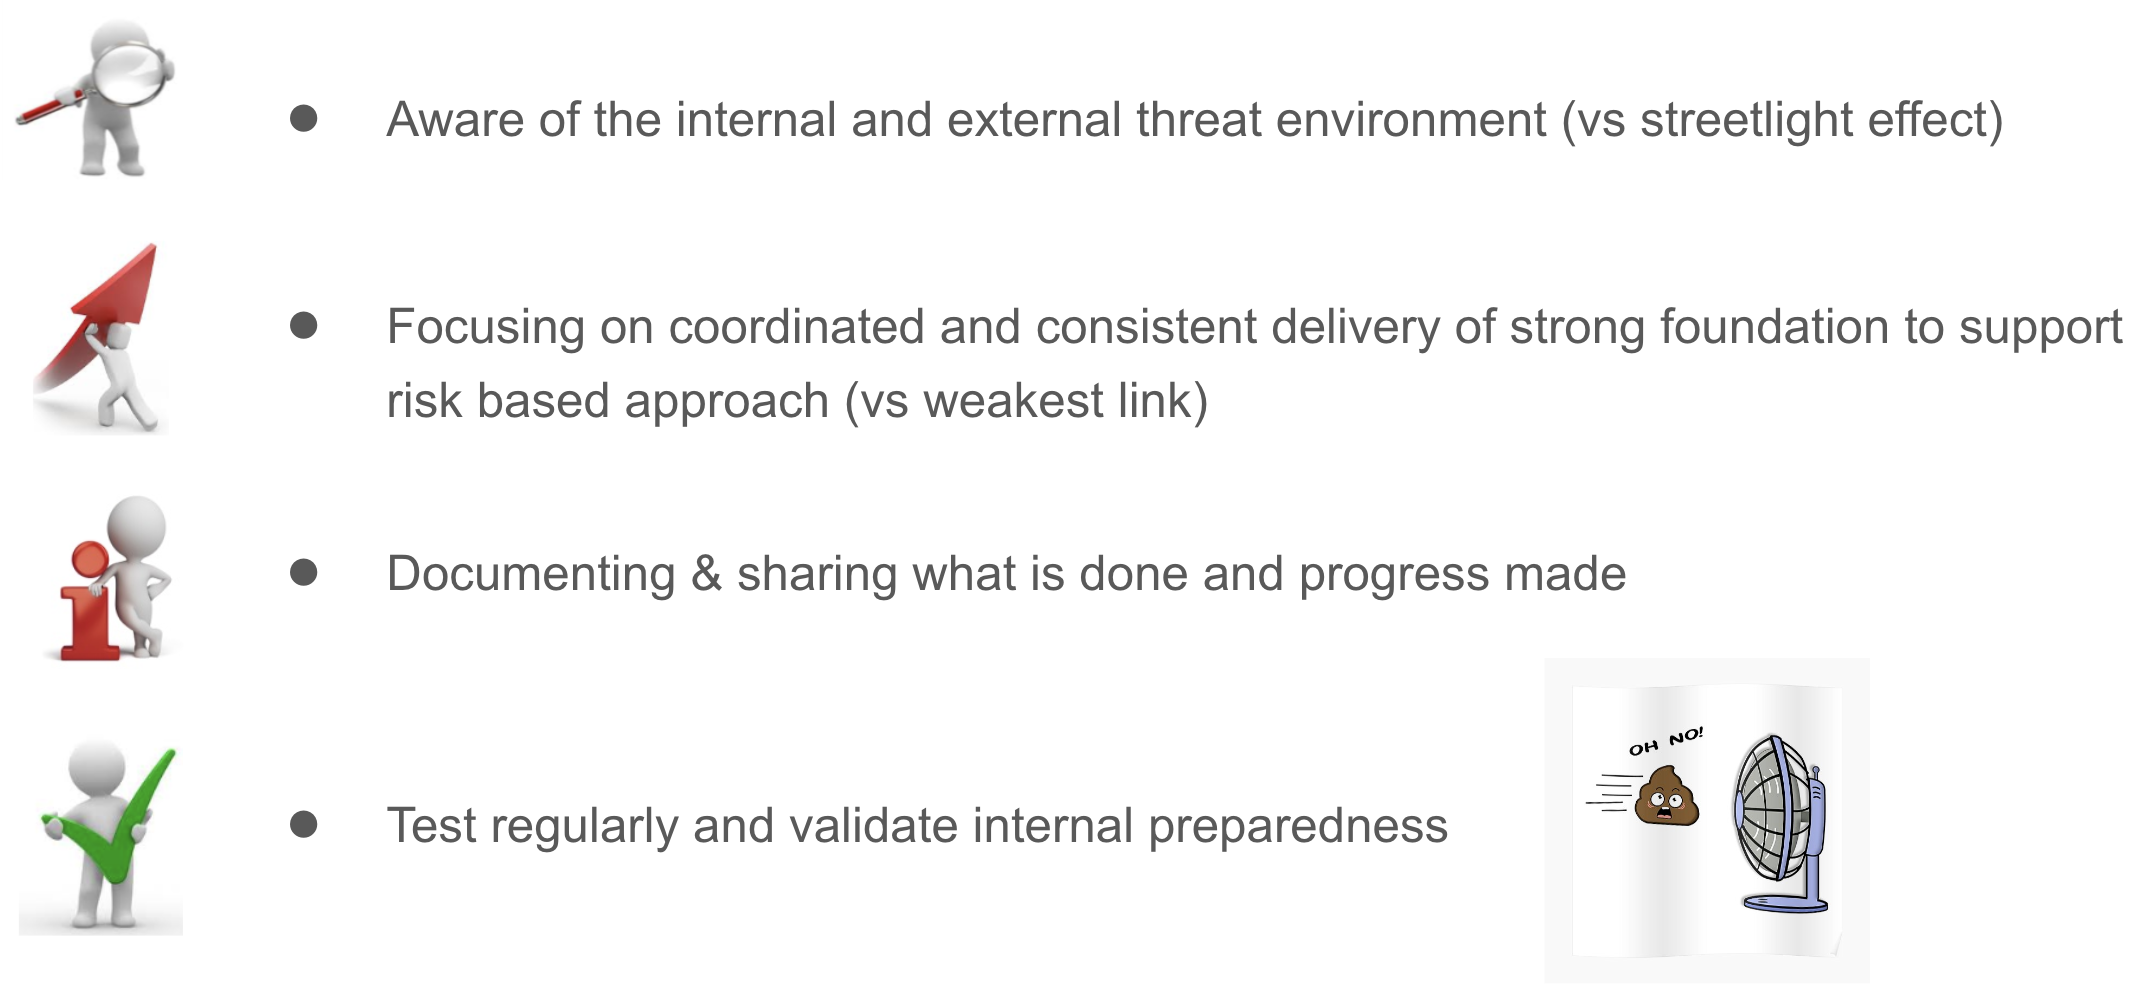 ● Aware of the internal and external threat environment (vs streetlight effect)
● Focusing on coordinated and consistent delivery of strong foundation to support
risk based approach (vs weakest link)
● Documenting & sharing what is done and progress made
OH NO!
● Test regularly and validate internal preparedness